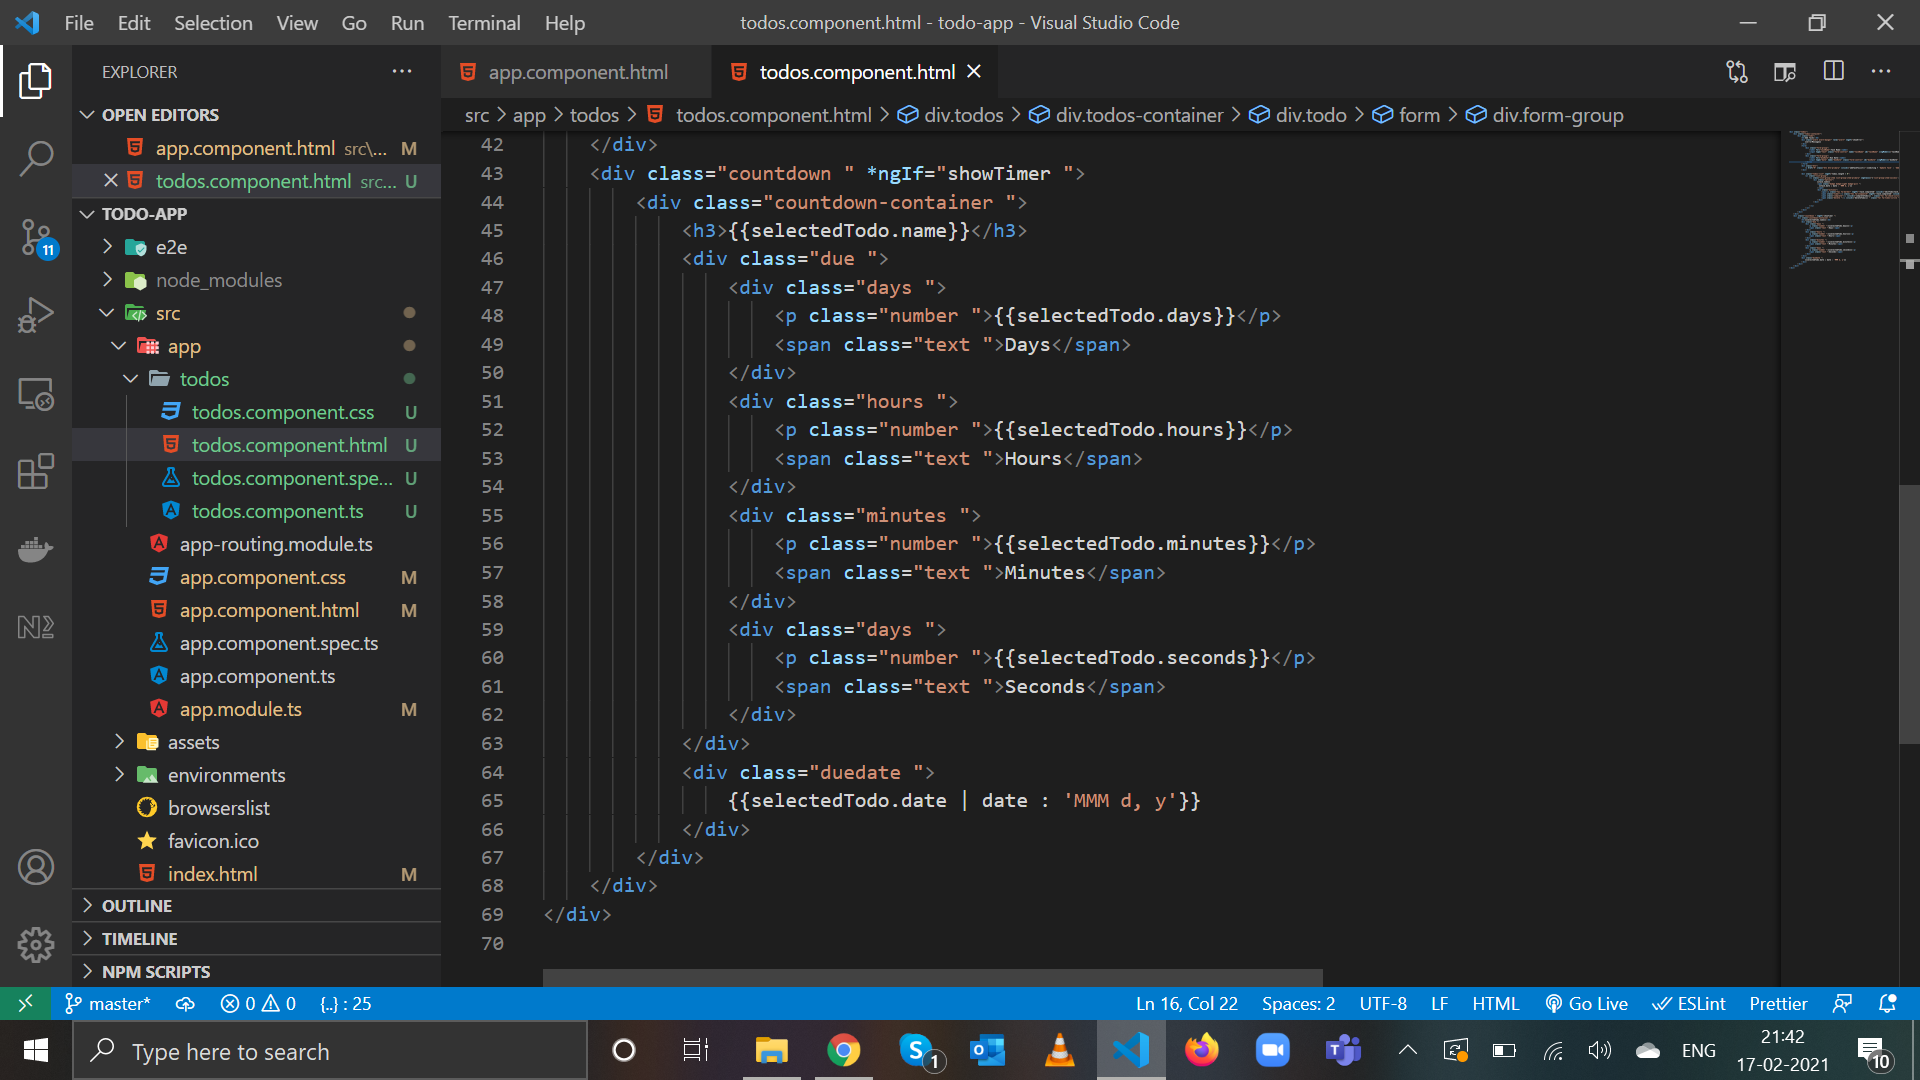 File Edit Selection View Go Run Terminal Help
todos.component.html - todo-app - Visual Studio Code
EXPLORER
OPEN EDITORS
app.component.html src\... M
todos.component.html src... U
TODO-APP
e2e
node_modules
src
app
todos
todos.component.css U
todos.component.html U
todos.component.spe... U
todos.component.ts U
app-routing.module.ts
app.component.css M
app.component.html M
app.component.spec.ts
app.component.ts
app.module.ts M
assets
environments
browserslist
favicon.ico
index.html M
OUTLINE
TIMELINE
NPM SCRIPTS
11
app.component.html
todos.component.html
src > app > todos > todos.component.html > div.todos > div.todos-container > div.todo > form > div.form-group
42 </div>
43 <div class="countdown " *ngIf="showTimer ">
44 <div class="countdown-container ">
45 <h3>{{selectedTodo.name}}</h3>
46 <div class="due ">
47 <div class="days ">
48 <p class="number ">{{selectedTodo.days}}</p>
49 <span class="text ">Days</span>
50 </div>
51 <div class="hours ">
52 <p class="number ">{{selectedTodo.hours}}</p>
53 <span class="text ">Hours</span>
54 </div>
55 <div class="minutes ">
56 <p class="number ">{{selectedTodo.minutes}}</p>
57 <span class="text ">Minutes</span>
58 </div>
59 <div class="days ">
60 <p class="number ">{{selectedTodo.seconds}}</p>
61 <span class="text ">Seconds</span>
62 </div>
63 </div>
64 <div class="duedate ">
65 {{selectedTodo.date | date : 'MMM d, y'}}
66 </div>
67 </div>
68 </div>
69 </div>
70
master* 0 0 {..} : 25
Ln 16, Col 22 Spaces: 2 UTF-8 LF HTML Go Live ESLint Prettier
Type here to search
1
ENG
21:42
17-02-2021
10